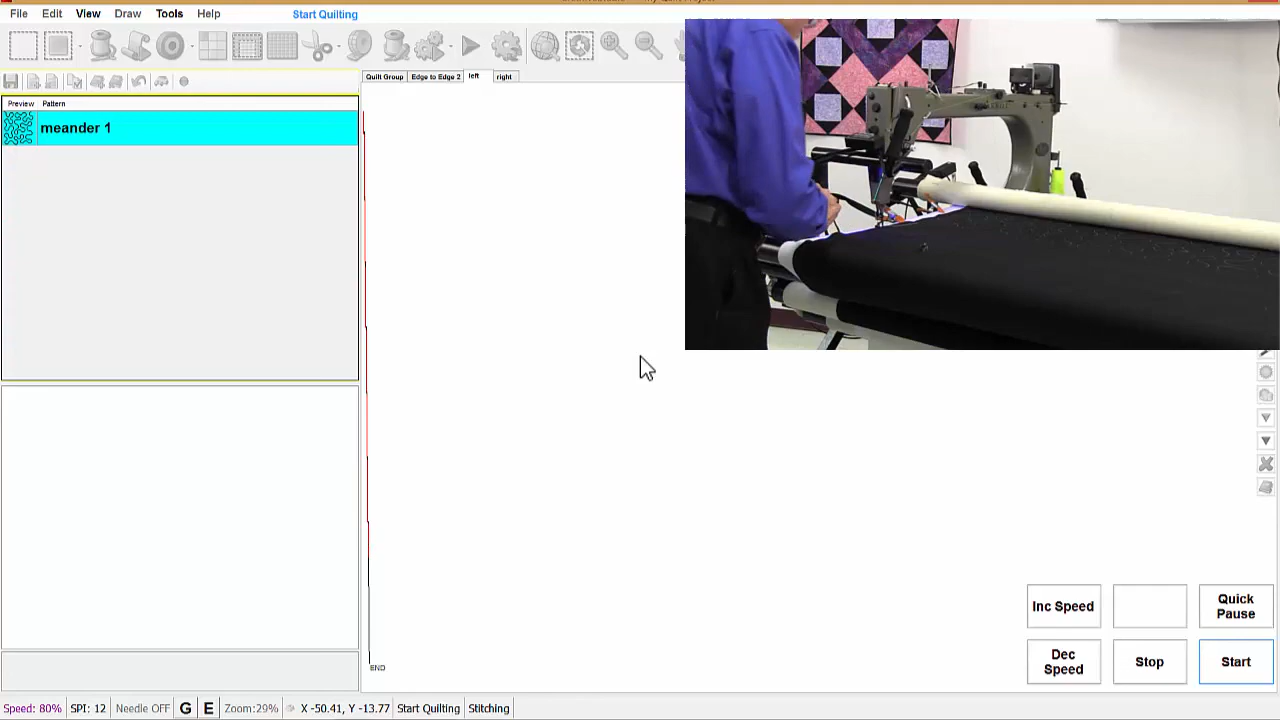 File Edit View Draw Tools Help Start Quilting
Quilt Group Edge to Edge 2 left right
Preview Pattern
meander 1
END
Inc Speed
Quick Pause
Dec Speed
Stop
Start
Speed: 80% SPI: 12 Needle OFF G E Zoom:29% X -50.41, Y -13.77 Start Quilting Stitching